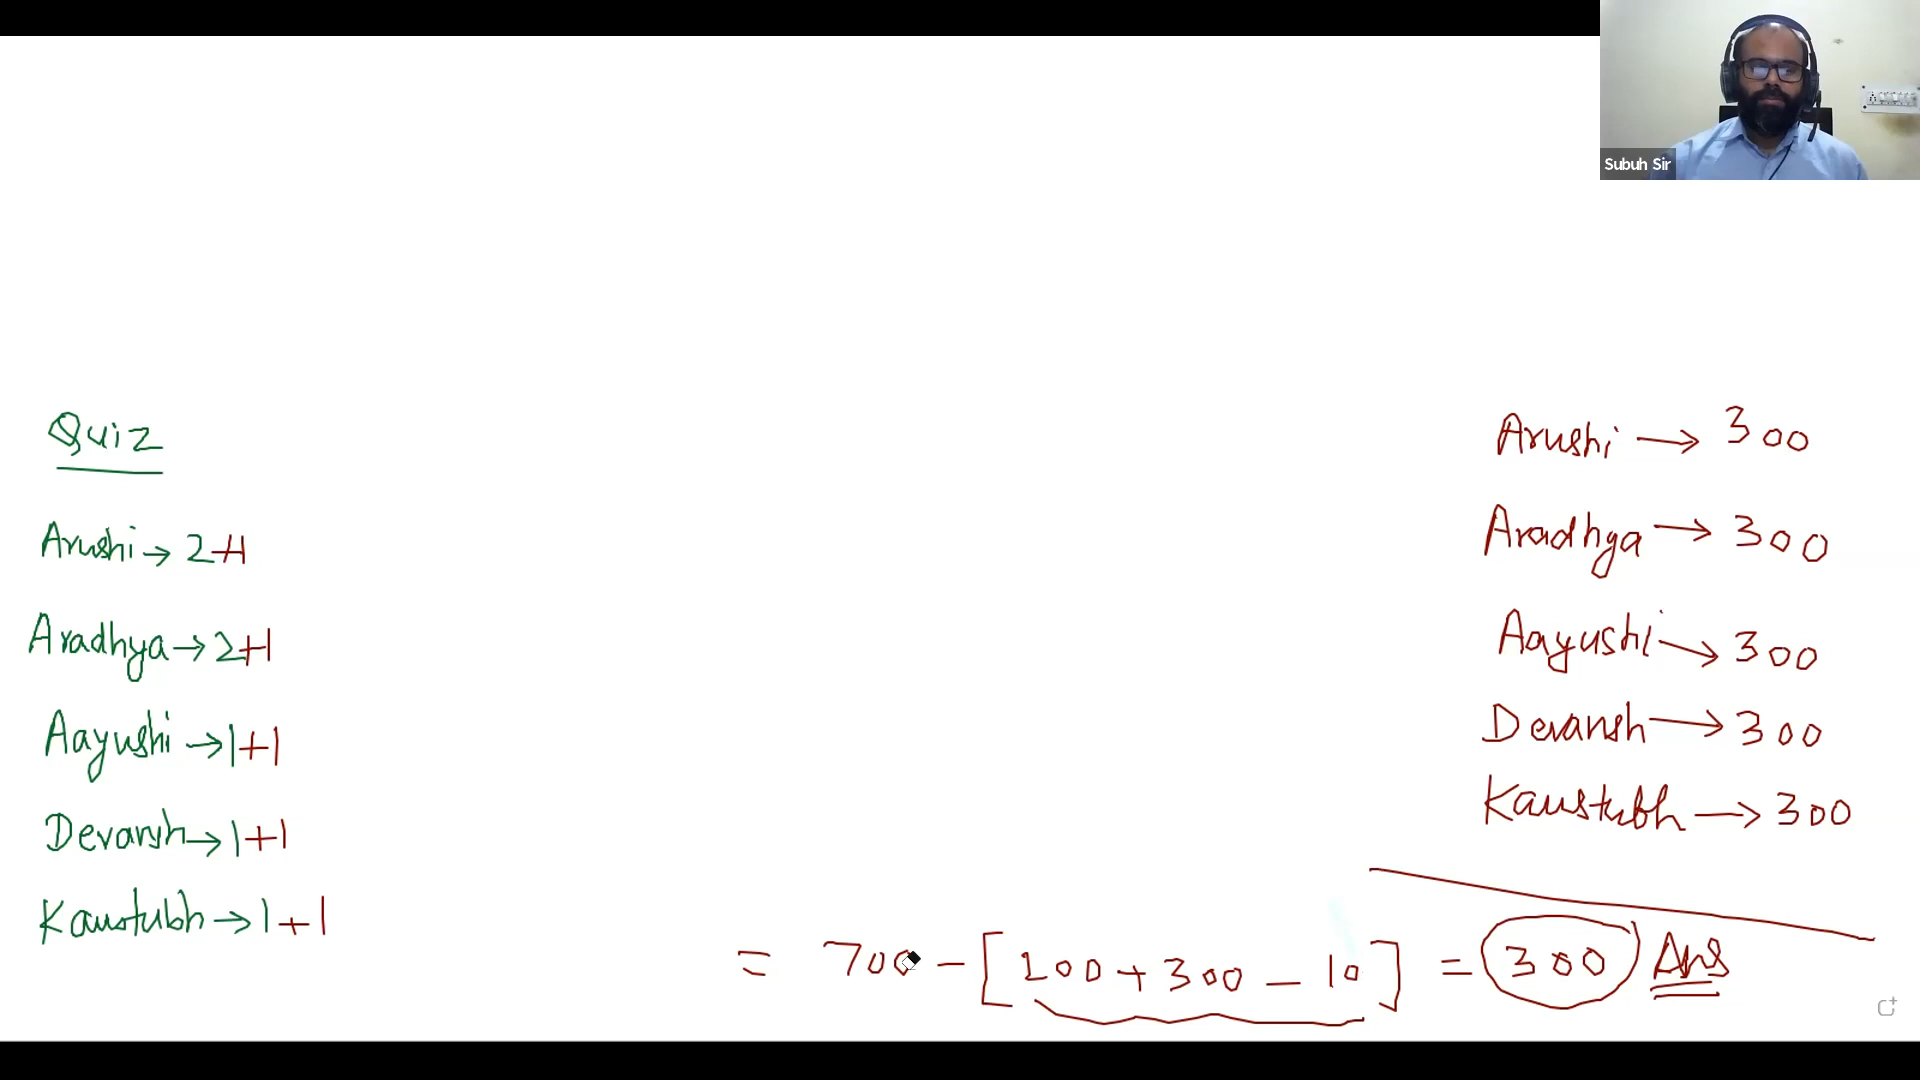 Subuh Sir
Quiz
Arushi → 2+1
Aradhya → 2+1
Aayushi → 1+1
Devansh → 1+1
Kaustubh → 1+1
Arushi → 300
Aradhya → 300
Aayushi → 300
Devansh → 300
Kaustubh → 300
= 700 - [200 + 300 - 10 ] = 300 Ans